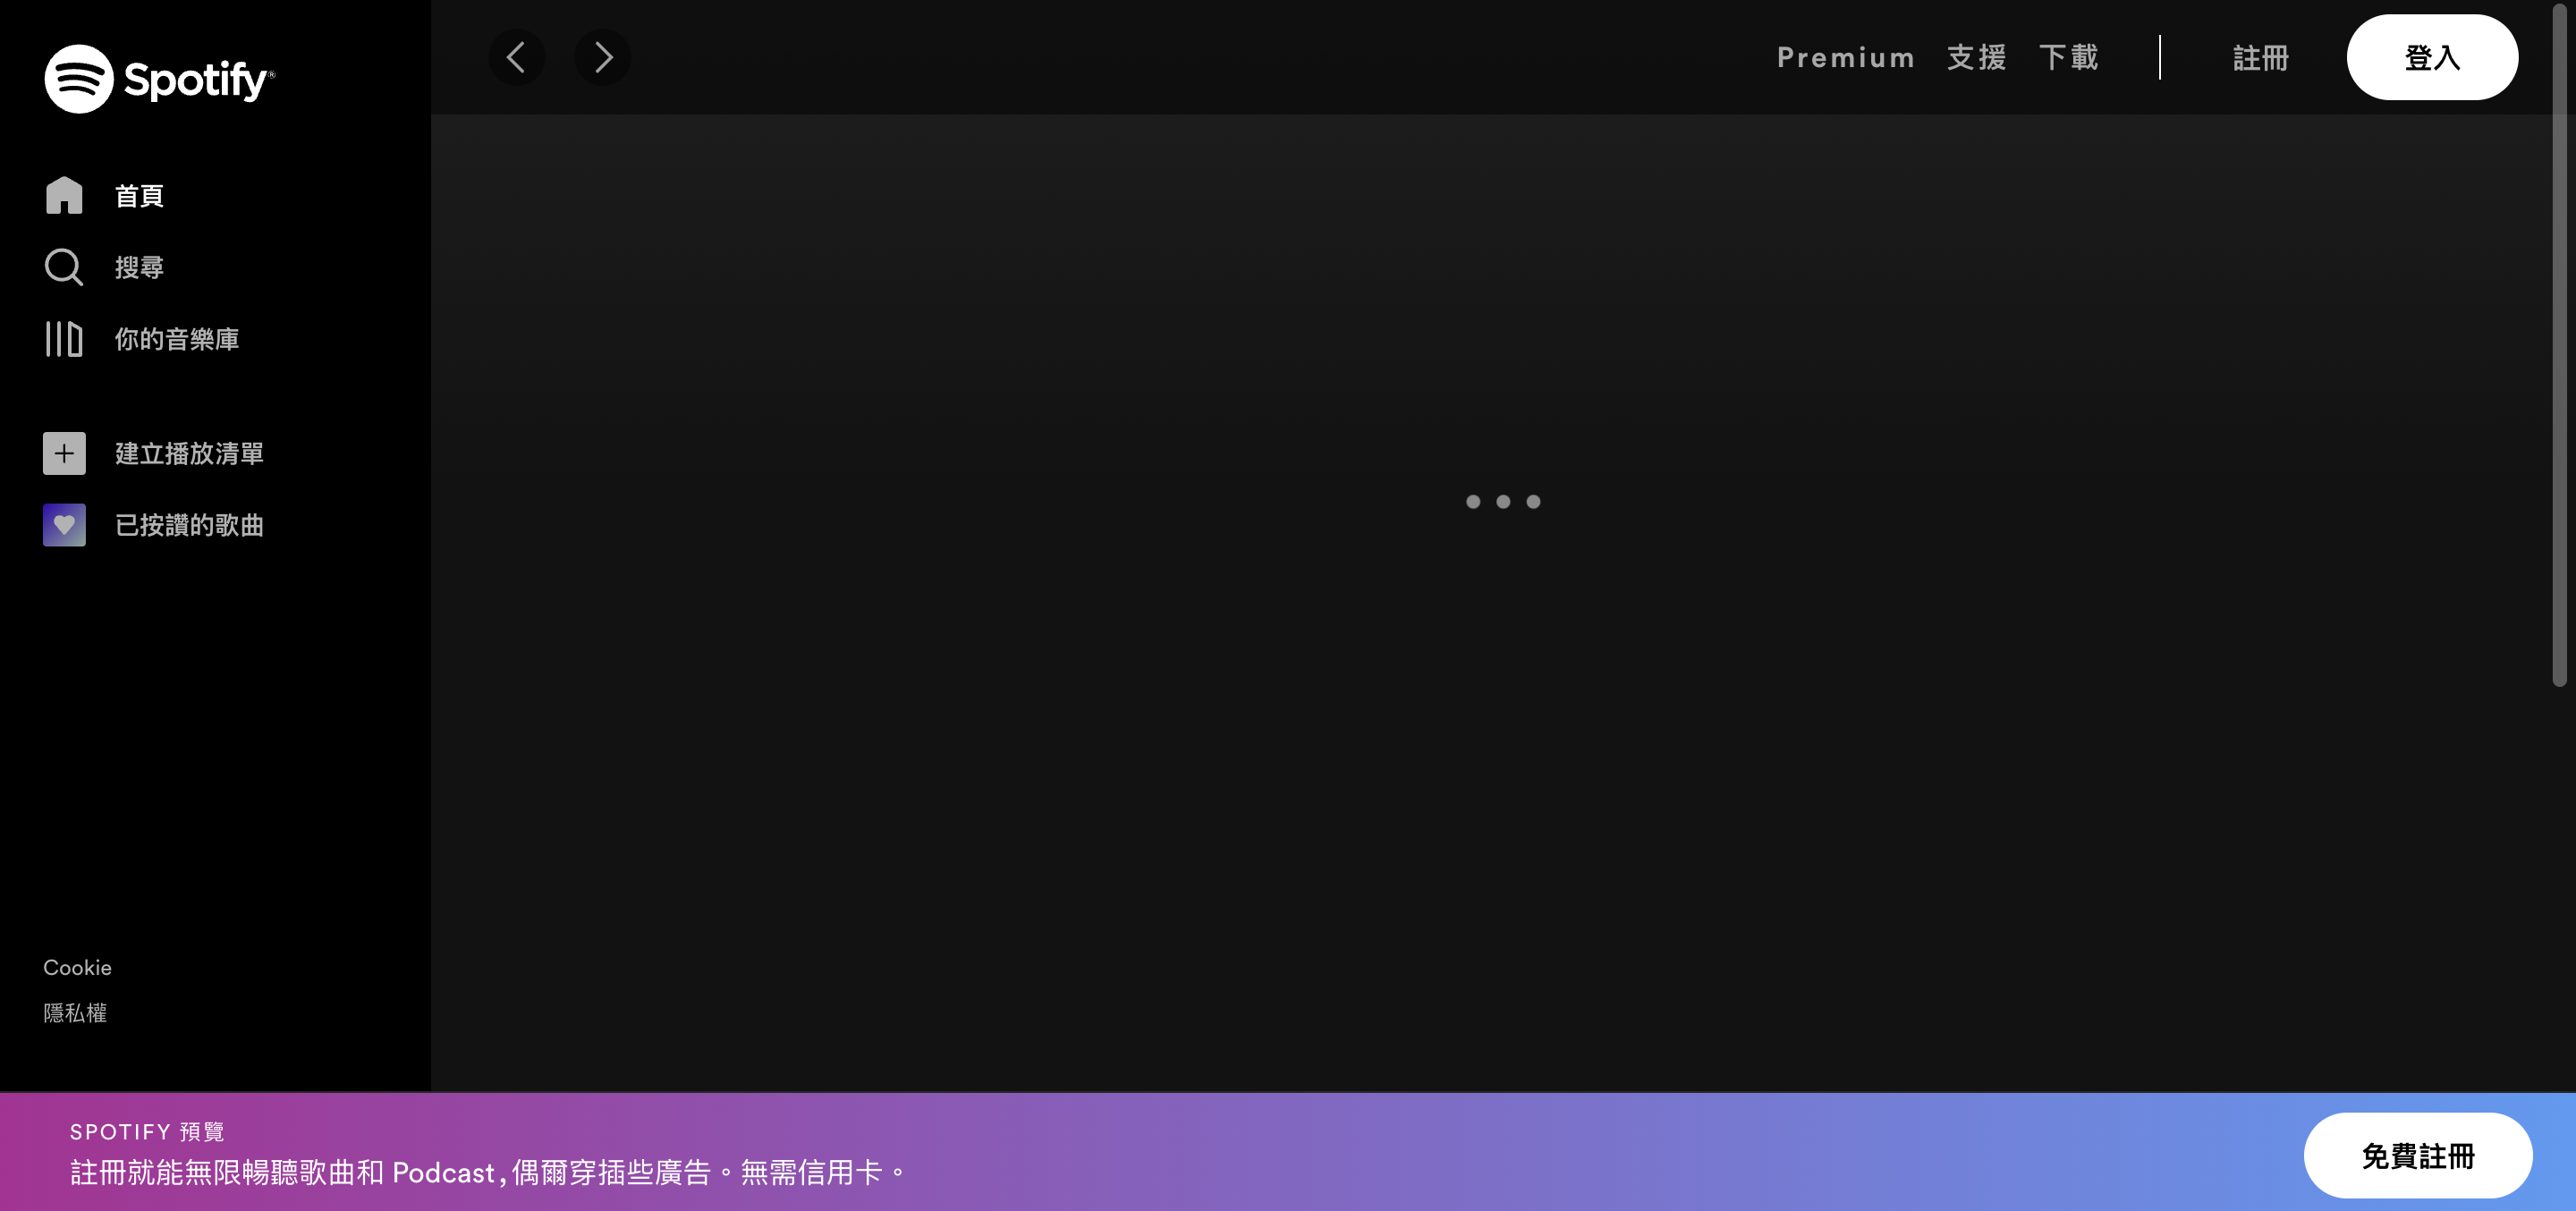 Spotify®
首頁
搜尋
你的音樂庫
建立播放清單
已按讚的歌曲
Cookie
隱私權
Premium 支援 下載 註冊 登入
SPOTIFY 預覽
註冊就能無限暢聽歌曲和 Podcast，偶爾穿插些廣告。無需信用卡。
免費註冊